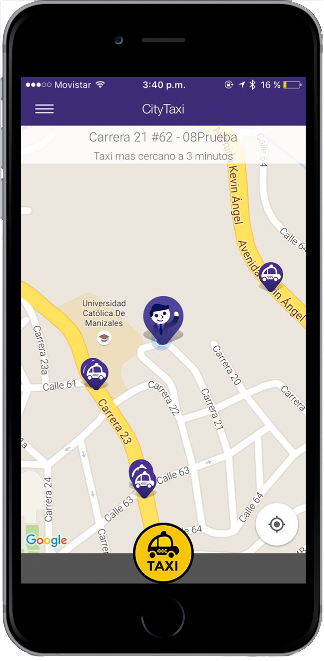 Movistar 3:40 p.m. 16 %
CityTaxi
Carrera 21 #62 - 08Prueba
Taxi mas cercano a 3 minutos
Kevin Ángel
Calle
Avenida Kevin Ángel
Universidad
Católica De
Manizales
Carrera 23a
Calle 61
Carrera 20
Carrera 21
Carrera 22
Carrera 23
Carrera 24
Calle 63
Calle 63
Calle 63
Calle 64
Calle 64
Google
TAXI